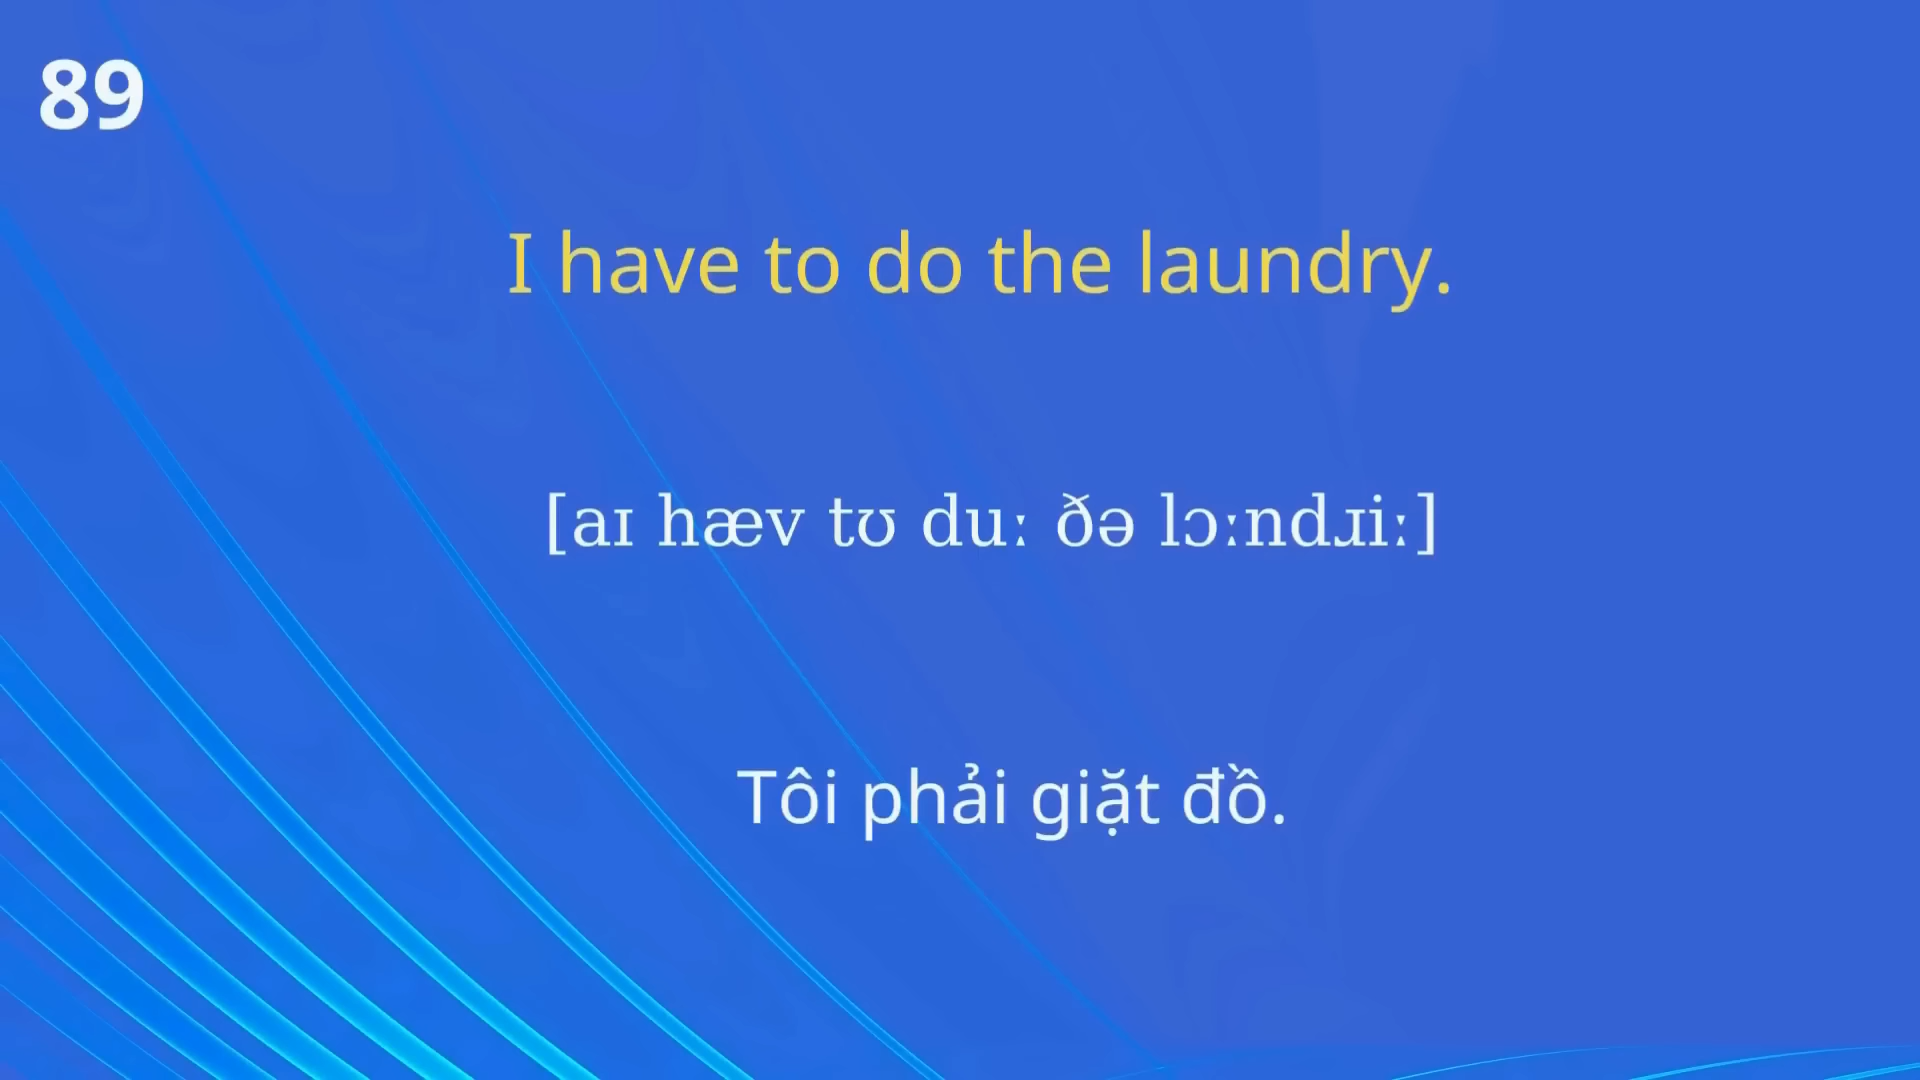 89
I have to do the laundry.
[aɪ hæv tʊ duː ðə lɔːndɹiː]
Tôi phải giặt đồ.